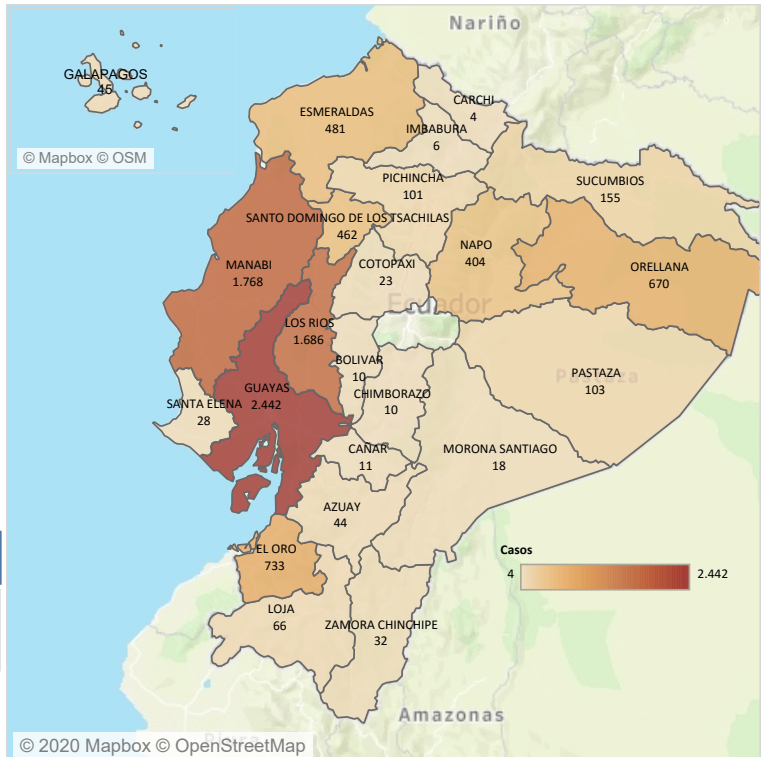 Nariño
GALAPAGOS
45
© Mapbox © OSM
ESMERALDAS
481
CARCHI
4
IMBABURA
6
PICHINCHA
101
SUCUMBIOS
155
SANTO DOMINGO DE LOS TSACHILAS
462
NAPO
404
MANABI
1.768
COTOPAXI
23
ORELLANA
670
Ecuador
LOS RIOS
1.686
BOLIVAR
10
PASTAZA
103
Pastaza
GUAYAS
2.442
CHIMBORAZO
10
SANTA ELENA
28
CAÑAR
11
MORONA SANTIAGO
18
AZUAY
44
EL ORO
733
Casos
4
2.442
LOJA
66
ZAMORA CHINCHIPE
32
Amazonas
Piura
© 2020 Mapbox © OpenStreetMap